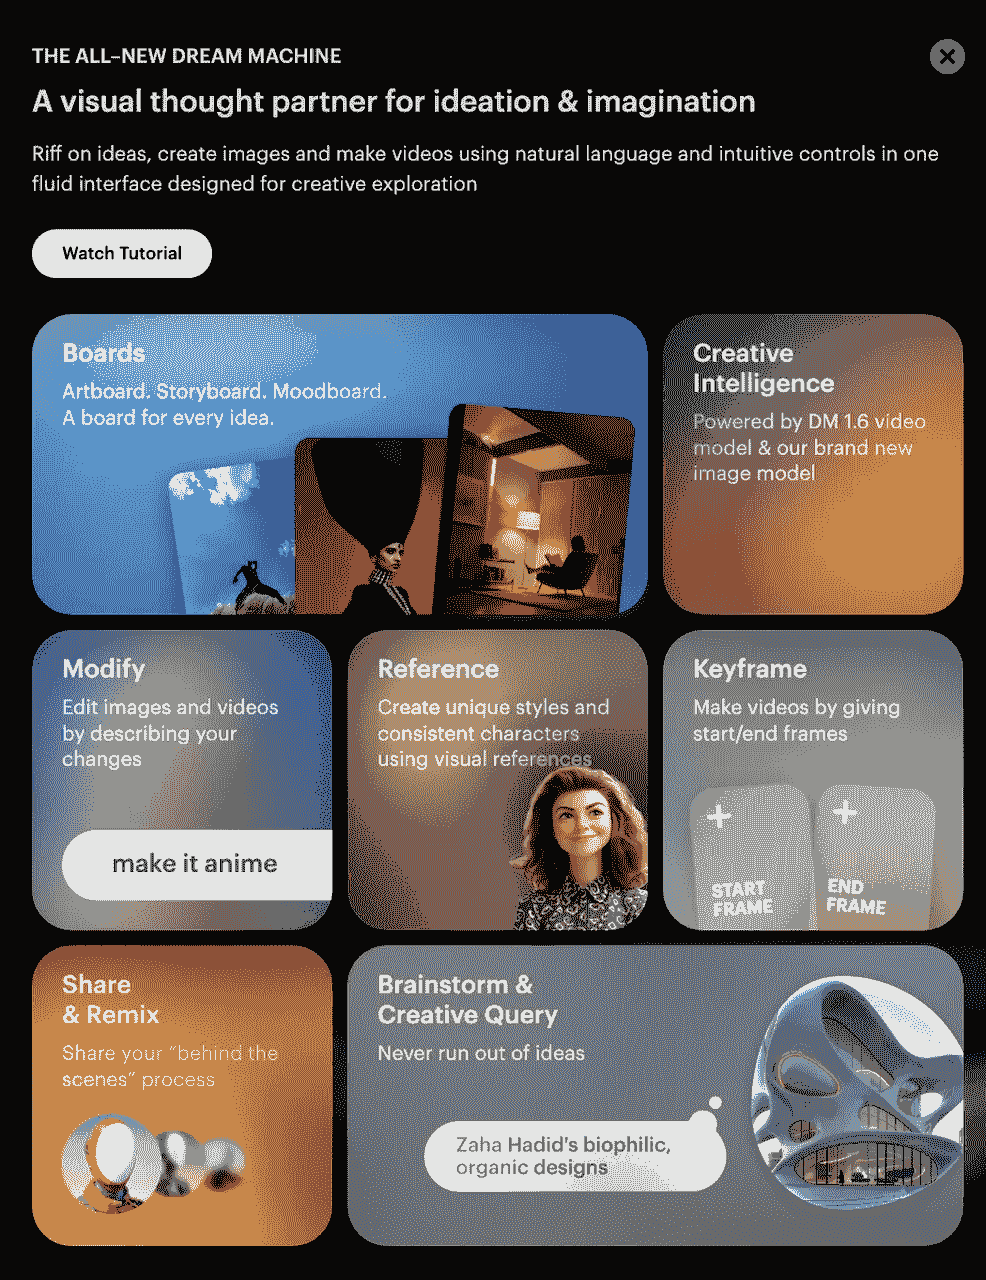 THE ALL–NEW DREAM MACHINE
A visual thought partner for ideation & imagination
Riff on ideas, create images and make videos using natural language and intuitive controls in one
fluid interface designed for creative exploration
Watch Tutorial
Boards
Artboard. Storyboard. Moodboard.
A board for every idea.
Creative
Intelligence
Powered by DM 1.6 video
model & our brand new
image model
Modify
Edit images and videos
by describing your
changes
make it anime
Reference
Create unique styles and
consistent characters
using visual references
Keyframe
Make videos by giving
start/end frames
START
FRAME
END
FRAME
Share
& Remix
Share your “behind the
scenes” process
Brainstorm &
Creative Query
Never run out of ideas
Zaha Hadid's biophilic,
organic designs